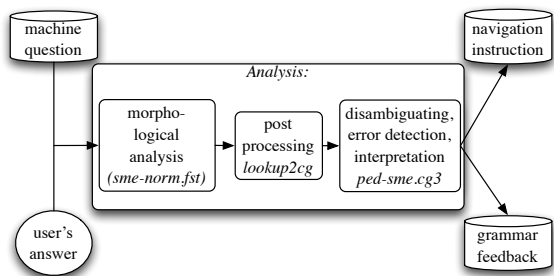 machine
question
navigation
instruction
Analysis:
morpho-
logical
analysis
(sme-norm.fst)
post
processing
lookup2cg
disambiguating,
error detection,
interpretation
ped-sme.cg3
user's
answer
grammar
feedback